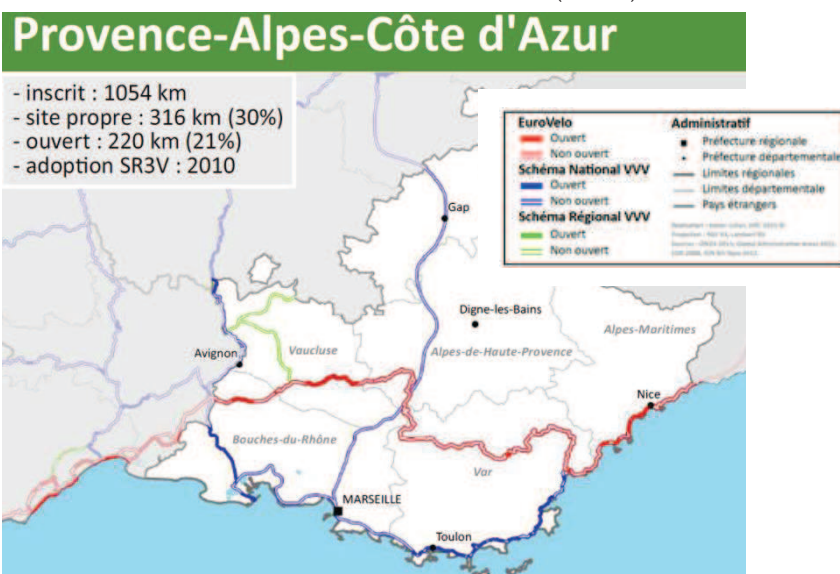 Provence-Alpes-Côte d'Azur
- inscrit : 1054 km
- site propre : 316 km (30%)
- ouvert : 220 km (21%)
- adoption SR3V : 2010
EuroVelo
Ouvert
Non ouvert
Schéma National VVV
Ouvert
Non ouvert
Schéma Régional VVV
Ouvert
Non ouvert
Administratif
Préfecture régionale
Préfecture départementale
Limites régionales
Limites départementale
Pays étrangers
Gap
Digne-les-Bains
Alpes-Maritimes
Avignon
Vaucluse
Alpes-de-Haute-Provence
Nice
Bouches-du-Rhône
Var
MARSEILLE
Toulon